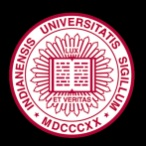 INDIANENSIS UNIVERSITATIS SIGILLUM
LUX
ET VERITAS
MDCCCXX